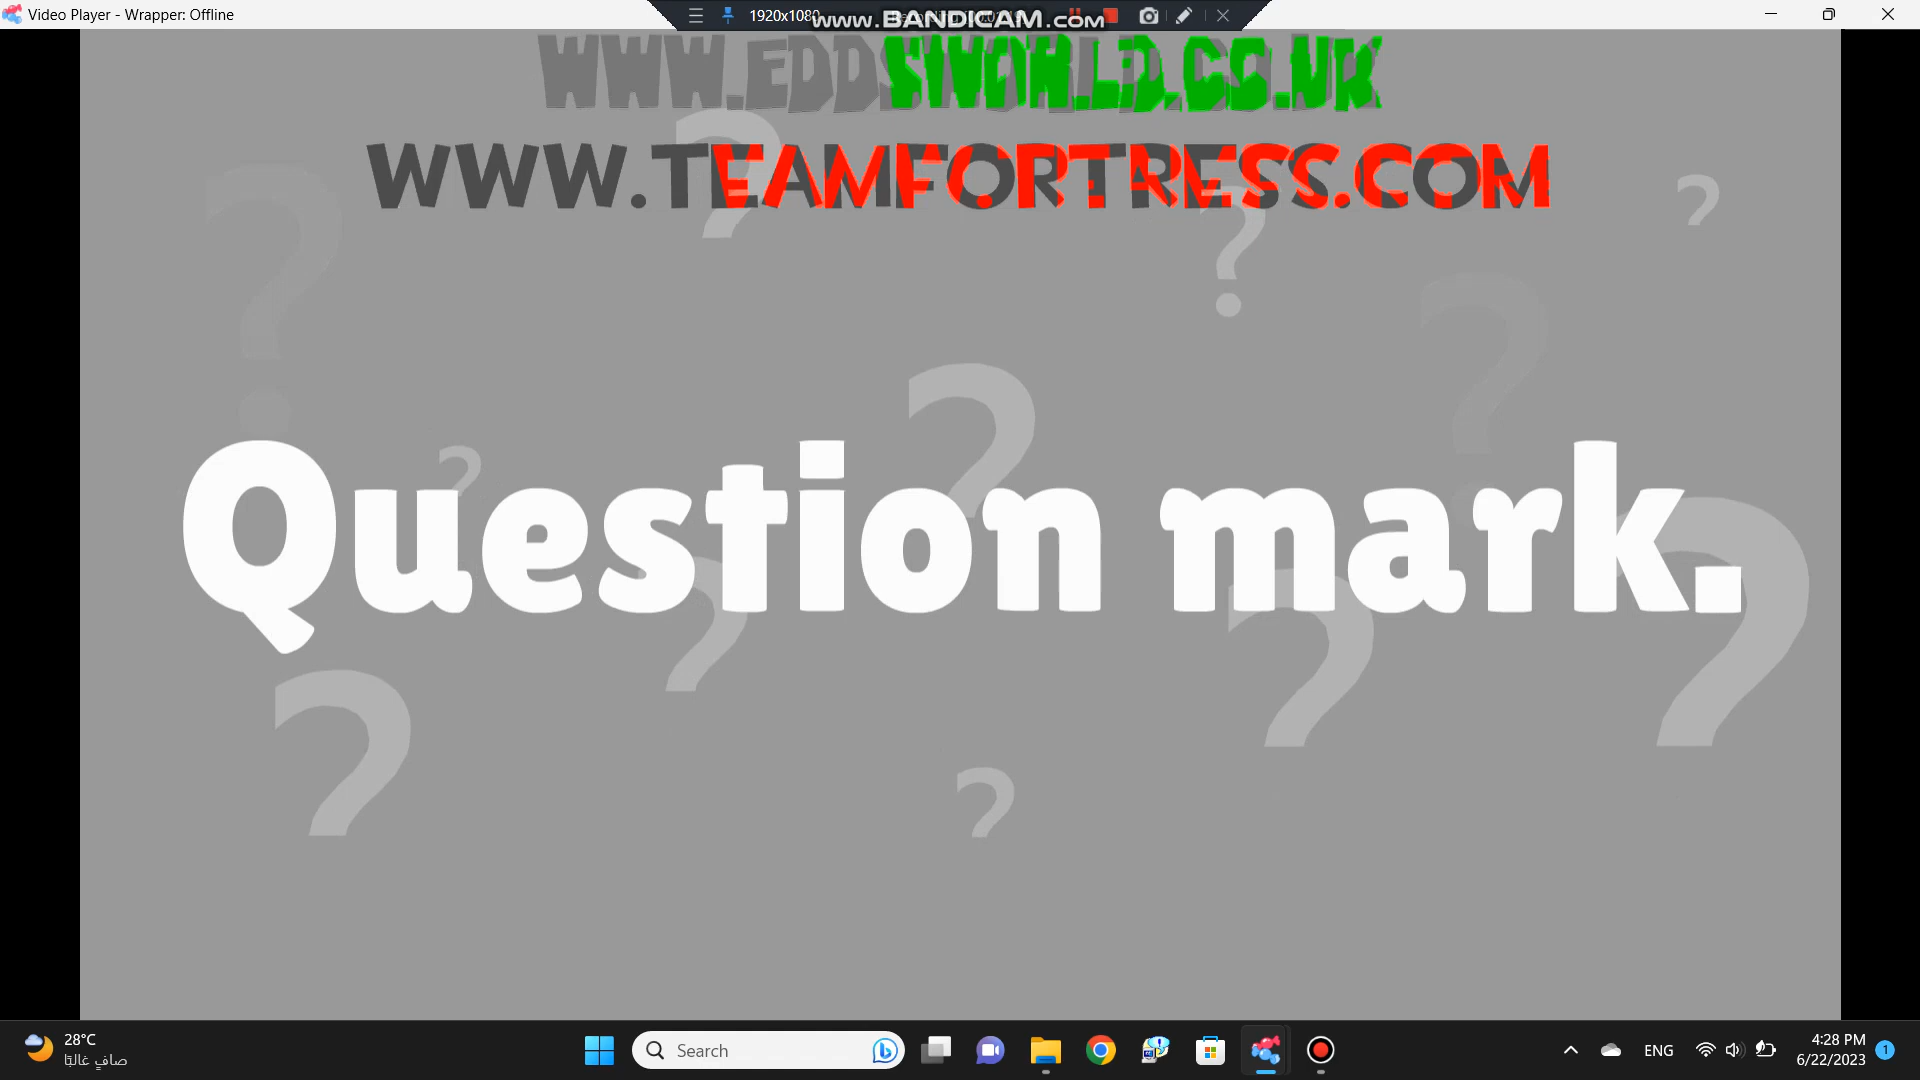 Video Player - Wrapper: Offline
1920x1080
www.BANDICAM.com
WWW.EDDSWORLD.CO.UK
WWW.TEAMFORTRESS.COM
?
?
?
?
?
?
?
?
Question mark.
?
?
?
?
?
28°C
صافٍ غالبًا
Search
ENG
4:28 PM
6/22/2023
1